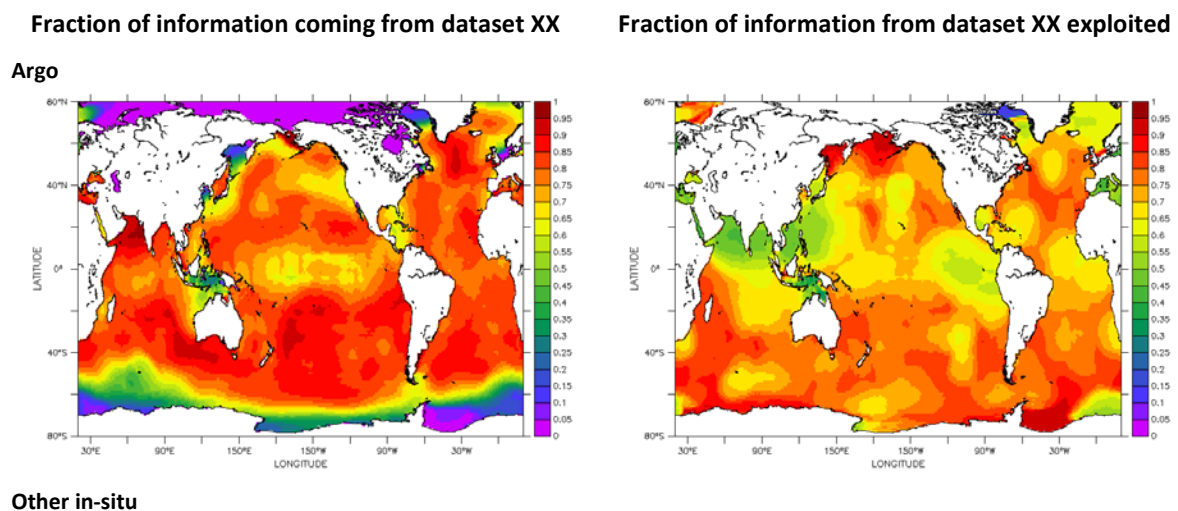 Fraction of information coming from dataset XX
Fraction of information from dataset XX exploited
Argo
80°N
40°N
0°
40°S
80°S
LATITUDE
30°E
90°E
150°E
150°W
90°W
30°W
LONGITUDE
1
0.95
0.9
0.85
0.8
0.75
0.7
0.65
0.6
0.55
0.5
0.45
0.4
0.35
0.3
0.25
0.2
0.15
0.1
0.05
0
80°N
40°N
0°
40°S
80°S
LATITUDE
30°E
90°E
150°E
150°W
90°W
30°W
LONGITUDE
1
0.95
0.9
0.85
0.8
0.75
0.7
0.65
0.6
0.55
0.5
0.45
0.4
0.35
0.3
0.25
0.2
0.15
0.1
0.05
0
Other in-situ